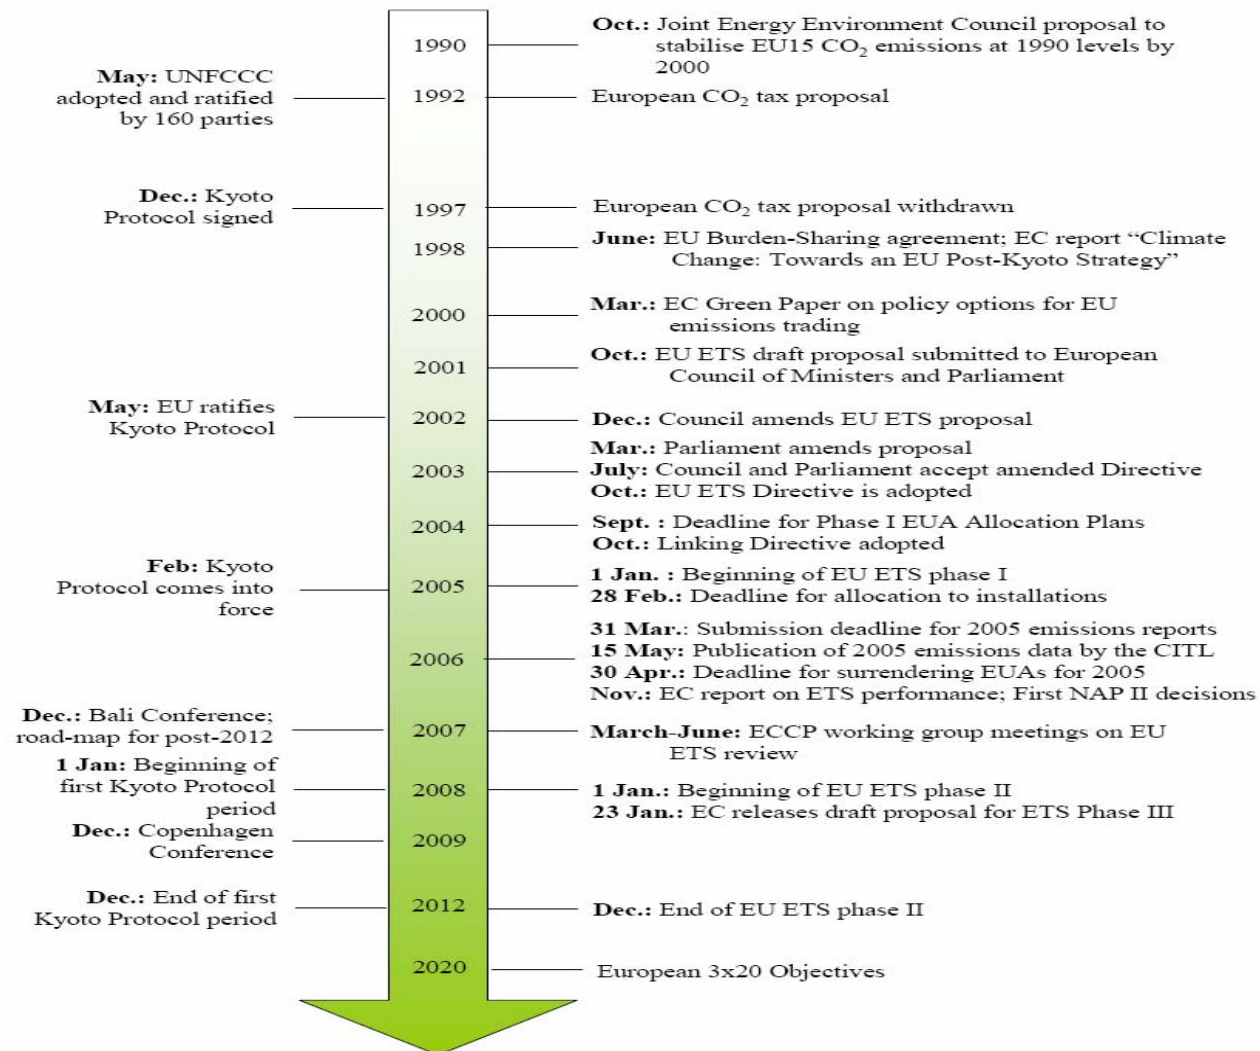 1990
Oct.: Joint Energy Environment Council proposal to
stabilise EU15 CO₂ emissions at 1990 levels by
2000
May: UNFCCC
adopted and ratified
by 160 parties
1992
European CO₂ tax proposal
Dec.: Kyoto
Protocol signed
1997
European CO₂ tax proposal withdrawn
1998
June: EU Burden-Sharing agreement; EC report “Climate
Change: Towards an EU Post-Kyoto Strategy”
2000
Mar.: EC Green Paper on policy options for EU
emissions trading
2001
Oct.: EU ETS draft proposal submitted to European
Council of Ministers and Parliament
May: EU ratifies
Kyoto Protocol
2002
Dec.: Council amends EU ETS proposal
2003
Mar.: Parliament amends proposal
July: Council and Parliament accept amended Directive
Oct.: EU ETS Directive is adopted
2004
Sept. : Deadline for Phase I EUA Allocation Plans
Oct.: Linking Directive adopted
Feb: Kyoto
Protocol comes into
force
2005
1 Jan. : Beginning of EU ETS phase I
28 Feb.: Deadline for allocation to installations
2006
31 Mar.: Submission deadline for 2005 emissions reports
15 May: Publication of 2005 emissions data by the CITL
30 Apr.: Deadline for surrendering EUAs for 2005
Nov.: EC report on ETS performance; First NAP II decisions
Dec.: Bali Conference;
road-map for post-2012
2007
March-June: ECCP working group meetings on EU
ETS review
1 Jan: Beginning of
first Kyoto Protocol
period
2008
1 Jan.: Beginning of EU ETS phase II
23 Jan.: EC releases draft proposal for ETS Phase III
Dec.: Copenhagen
Conference
2009
Dec.: End of first
Kyoto Protocol period
2012
Dec.: End of EU ETS phase II
2020
European 3x20 Objectives